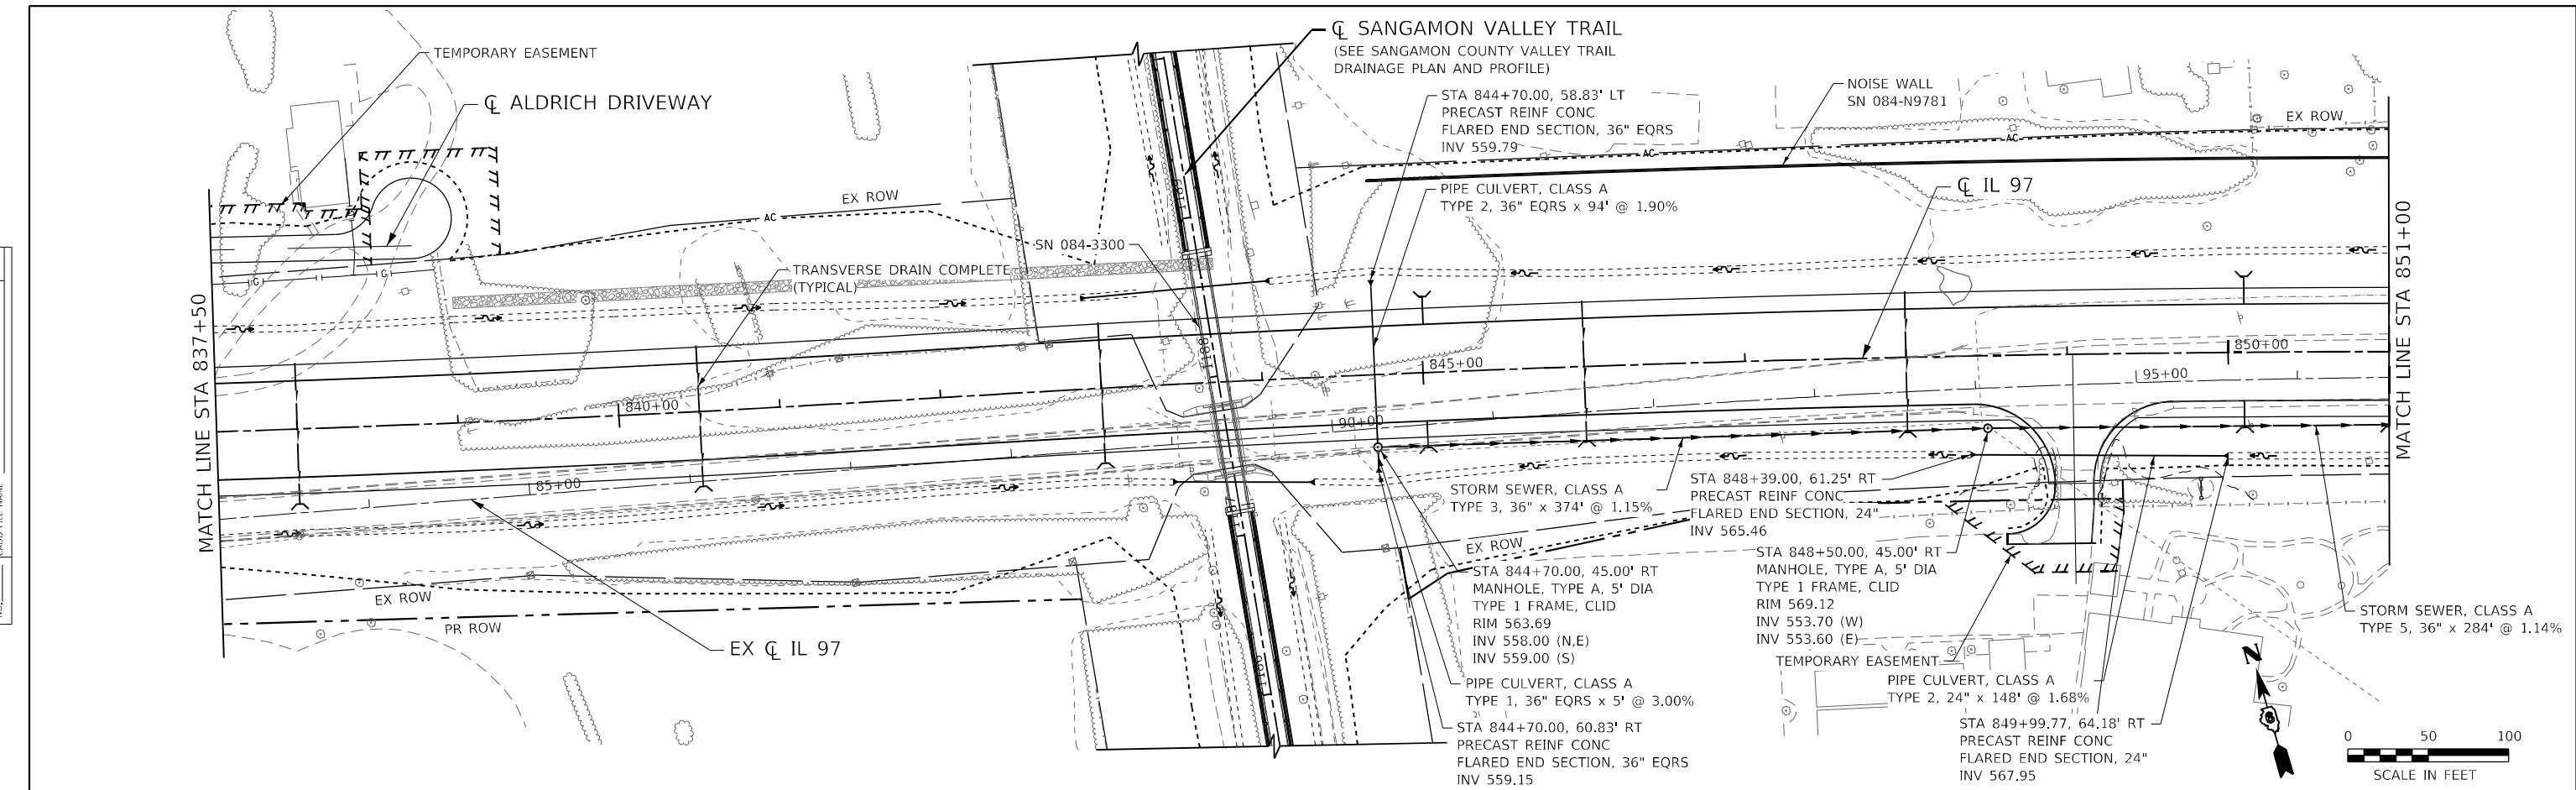 TEMPORARY EASEMENT
℄ ALDRICH DRIVEWAY
℄ SANGAMON VALLEY TRAIL
(SEE SANGAMON COUNTY VALLEY TRAIL
DRAINAGE PLAN AND PROFILE)
STA 844+70.00, 58.83' LT
PRECAST REINF CONC
FLARED END SECTION, 36" EQRS
INV 559.79
NOISE WALL
SN 084-N9781
EX ROW
AC
AC
PIPE CULVERT, CLASS A
TYPE 2, 36" EQRS x 94' @ 1.90%
℄ IL 97
EX ROW
AC
SN 084-3300
TRANSVERSE DRAIN COMPLETE
(TYPICAL)
G
G
MATCH LINE STA 837+50
MATCH LINE STA 851+00
840+00
845+00
850+00
85+00
90+00
95+00
STORM SEWER, CLASS A
TYPE 3, 36" x 374' @ 1.15%
STA 848+39.00, 61.25' RT
PRECAST REINF CONC
FLARED END SECTION, 24"
INV 565.46
EX ROW
STA 844+70.00, 45.00' RT
MANHOLE, TYPE A, 5' DIA
TYPE 1 FRAME, CLID
RIM 563.69
INV 558.00 (N,E)
INV 559.00 (S)
STA 848+50.00, 45.00' RT
MANHOLE, TYPE A, 5' DIA
TYPE 1 FRAME, CLID
RIM 569.12
INV 553.70 (W)
INV 553.60 (E)
EX ROW
PR ROW
EX ℄ IL 97
TEMPORARY EASEMENT
PIPE CULVERT, CLASS A
TYPE 1, 36" EQRS x 5' @ 3.00%
PIPE CULVERT, CLASS A
TYPE 2, 24" x 148' @ 1.68%
STORM SEWER, CLASS A
TYPE 5, 36" x 284' @ 1.14%
STA 844+70.00, 60.83' RT
PRECAST REINF CONC
FLARED END SECTION, 36" EQRS
INV 559.15
STA 849+99.77, 64.18' RT
PRECAST REINF CONC
FLARED END SECTION, 24"
INV 567.95
N
0 50 100
SCALE IN FEET